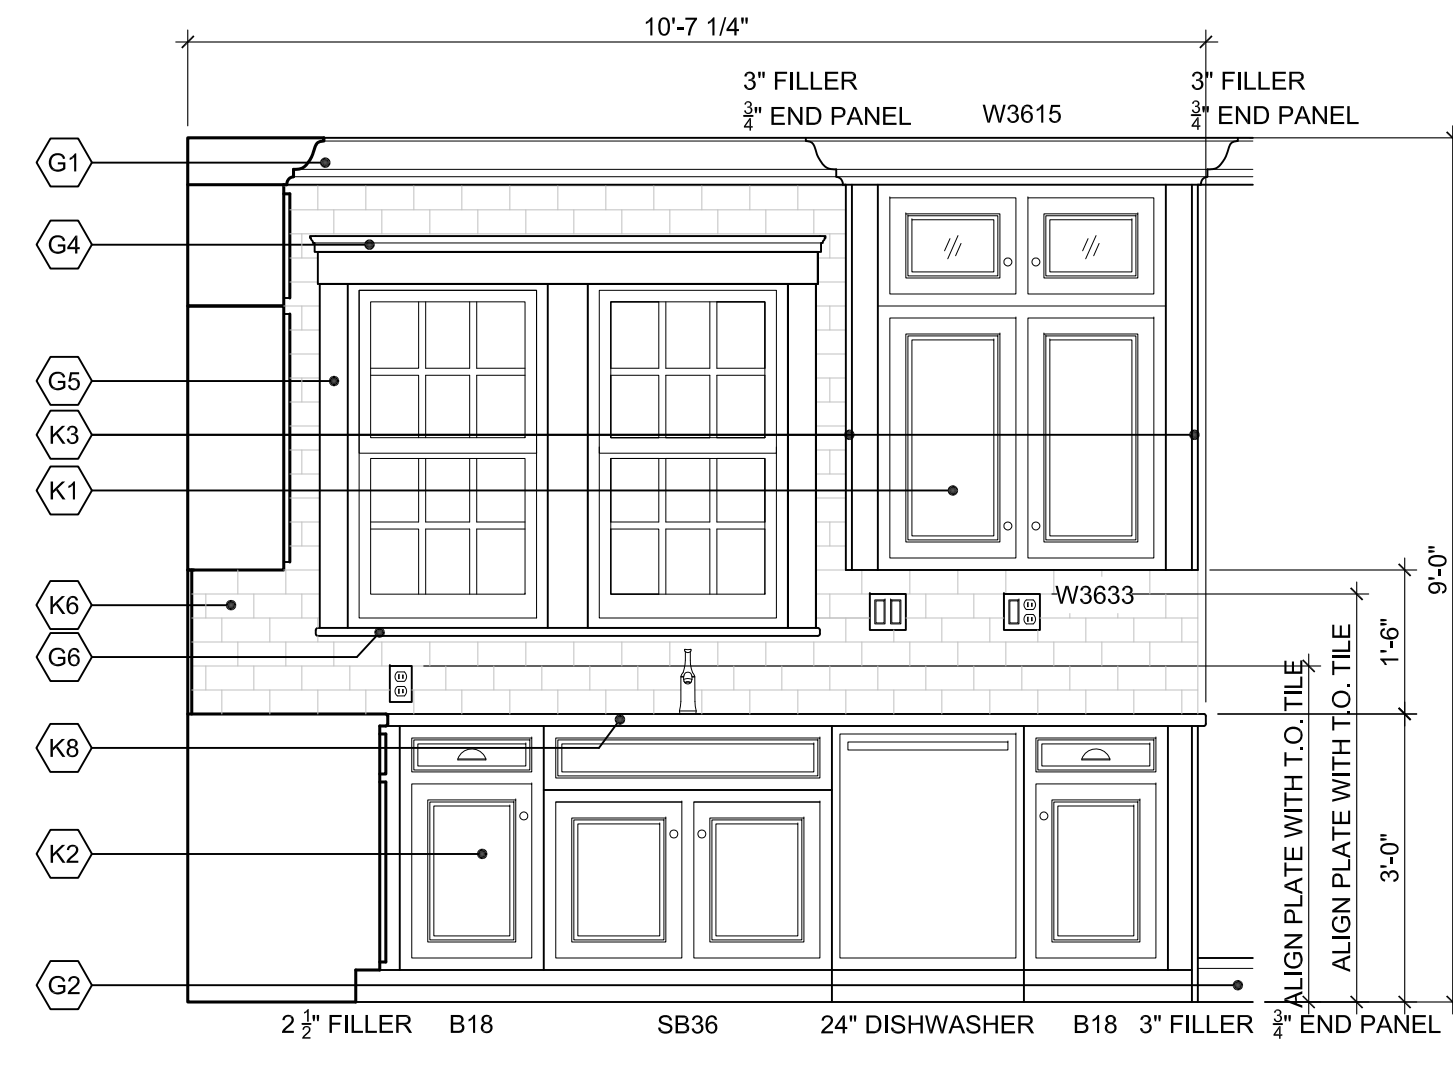 10'-7 1/4"
3" FILLER
3/4" END PANEL
W3615
3" FILLER
3/4" END PANEL
G1
G4
G5
K3
K1
K6
G6
K8
K2
G2
W3633
9'-0"
1'-6"
3'-0"
ALIGN PLATE WITH T.O. TILE
ALIGN PLATE WITH T.O. TILE
2 1/2" FILLER
B18
SB36
24" DISHWASHER
B18
3" FILLER
3/4" END PANEL